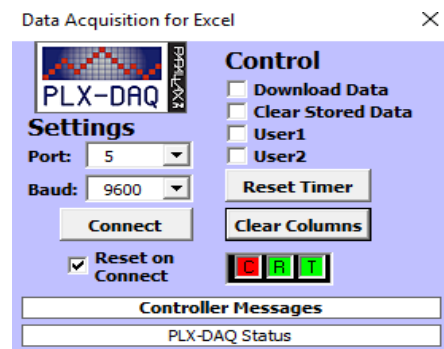 Data Acquisition for Excel
PLX-DAQ
PARALLAX
Control
Download Data
Clear Stored Data
User1
User2
Settings
Port: 5
Baud: 9600
Reset Timer
Connect
Clear Columns
Reset on
Connect
C R T
Controller Messages
PLX-DAQ Status